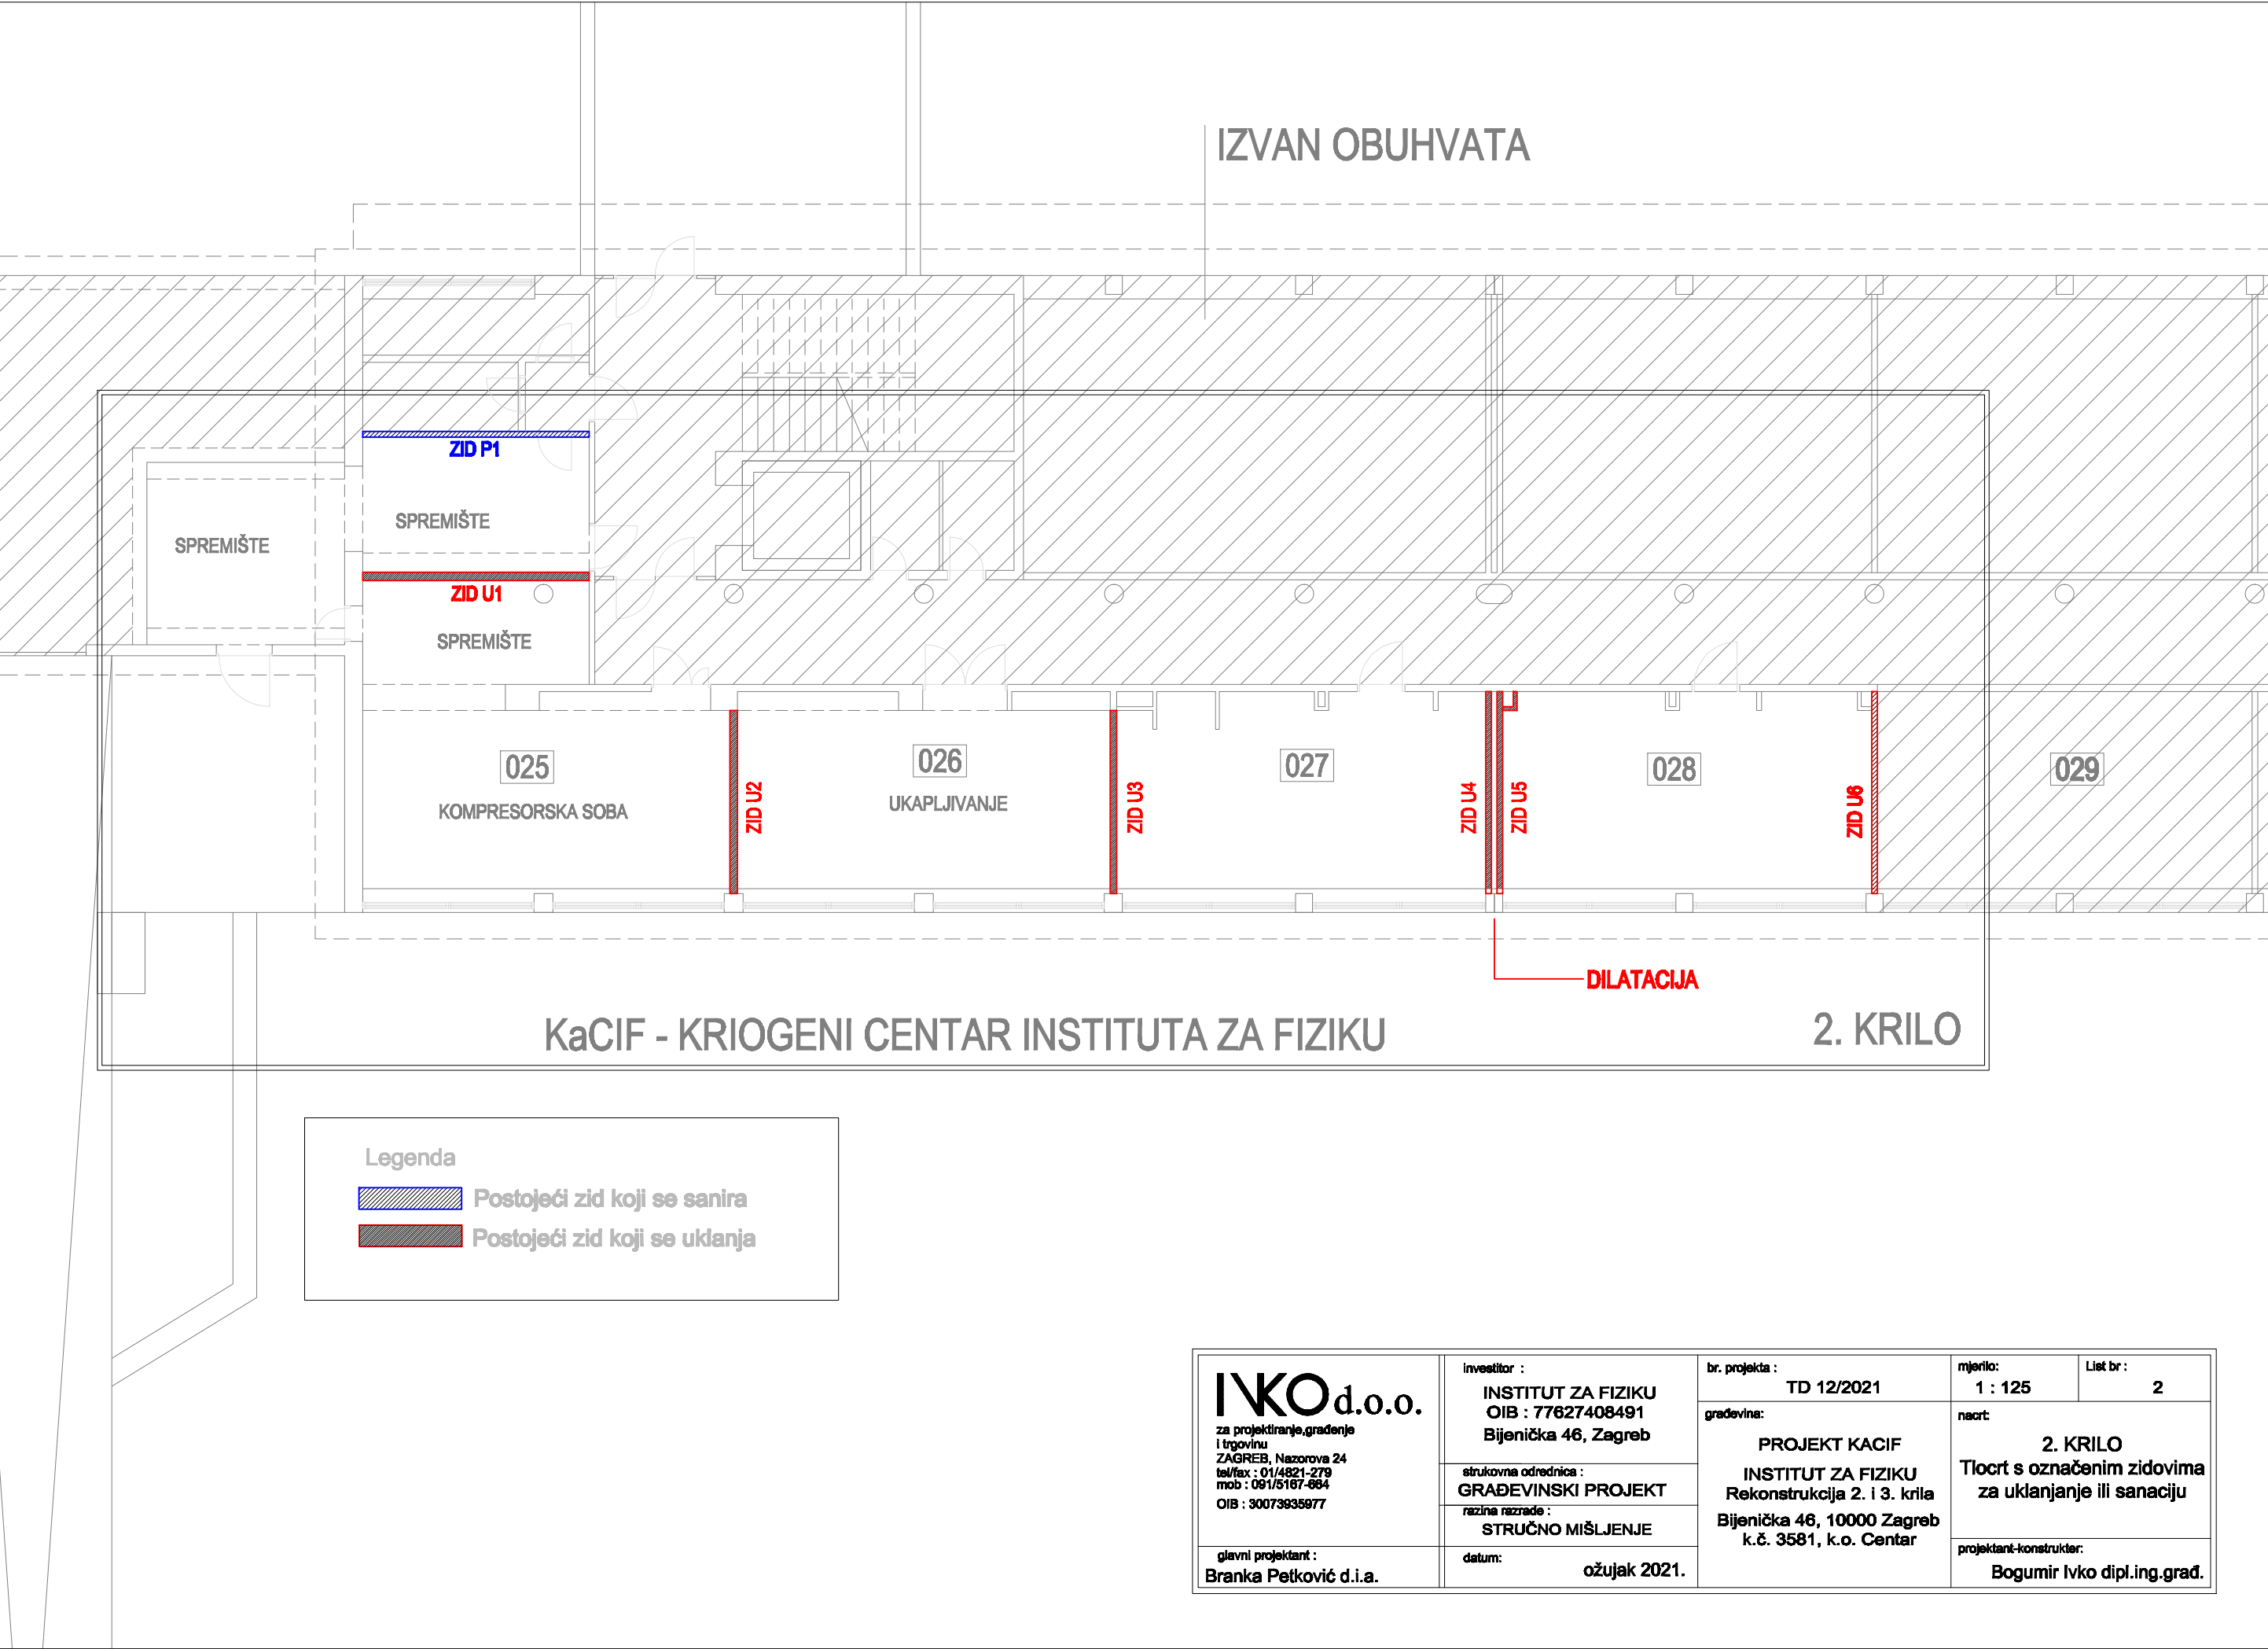 IZVAN OBUHVATA
ZID P1
SPREMIŠTE
SPREMIŠTE
ZID U1
SPREMIŠTE
025
KOMPRESORSKA SOBA
ZID U2
026
UKAPLJIVANJE
ZID U3
027
ZID U4
ZID U5
028
ZID U6
029
DILATACIJA
KaCIF - KRIOGENI CENTAR INSTITUTA ZA FIZIKU
2. KRILO
Legenda
Postojeći zid koji se sanira
Postojeći zid koji se uklanja
IVKO d.o.o.
za projektiranje,građenje
i trgovinu
ZAGREB, Nazorova 24
tel/fax : 01/4821-279
mob : 091/5167-664
OIB : 30073935977
glavni projektant :
Branka Petković d.i.a.
investitor :
INSTITUT ZA FIZIKU
OIB : 77627408491
Bijenička 46, Zagreb
strukovna odrednica :
GRAĐEVINSKI PROJEKT
razina razrade :
STRUČNO MIŠLJENJE
datum:
ožujak 2021.
br. projekta :
TD 12/2021
građevina:
PROJEKT KACIF
INSTITUT ZA FIZIKU
Rekonstrukcija 2. i 3. krila
Bijenička 46, 10000 Zagreb
k.č. 3581, k.o. Centar
mjerilo:
1 : 125
List br :
2
nacrt:
2. KRILO
Tlocrt s označenim zidovima
za uklanjanje ili sanaciju
projektant-konstrukter:
Bogumir Ivko dipl.ing.građ.